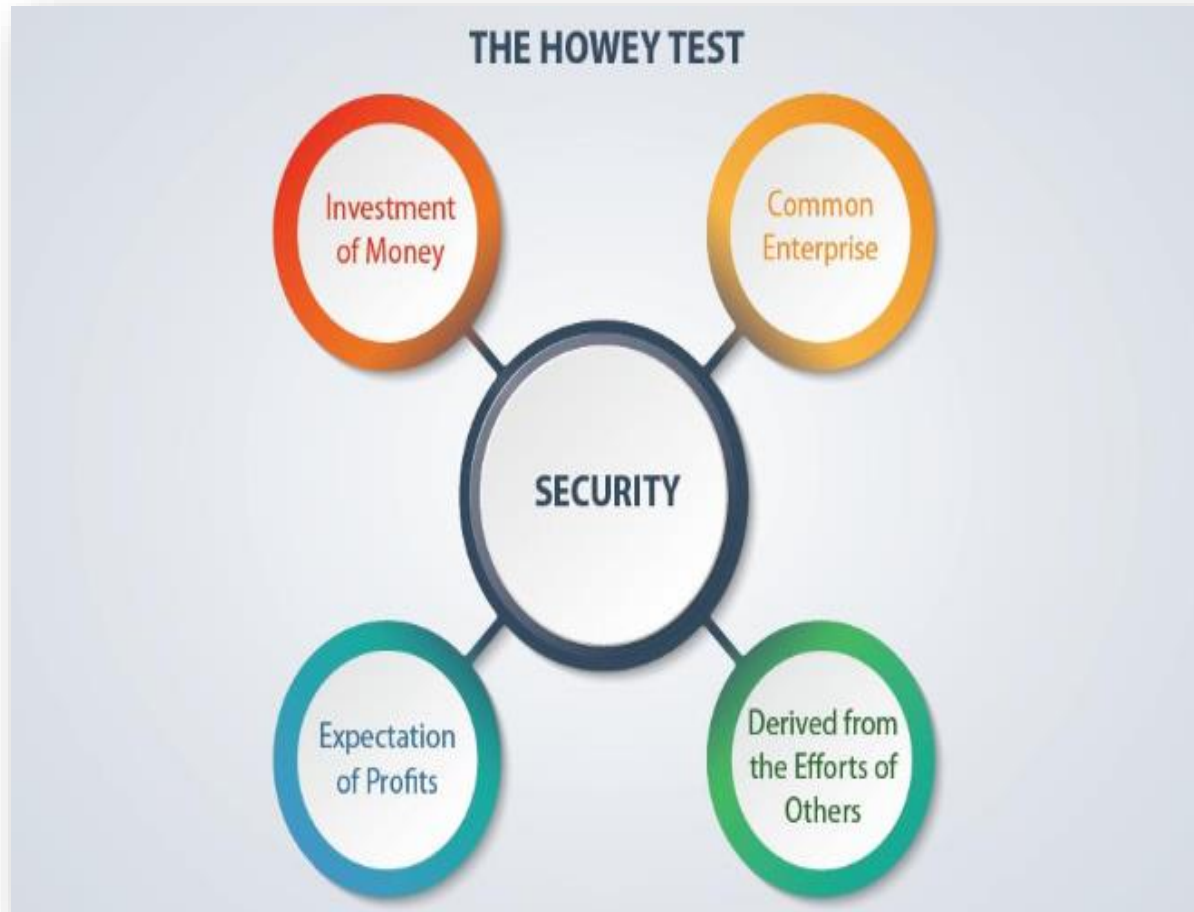 THE HOWEY TEST
Investment
of Money
Common
Enterprise
SECURITY
Expectation
of Profits
Derived from
the Efforts of
Others